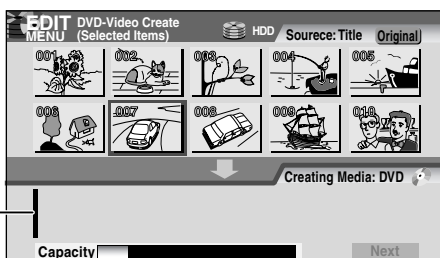 EDIT MENU DVD-Video Create (Selected Items) HDD Sourece: Title Original
001 002 003 004 005
006 007 008 009 010
Creating Media: DVD
Capacity Next